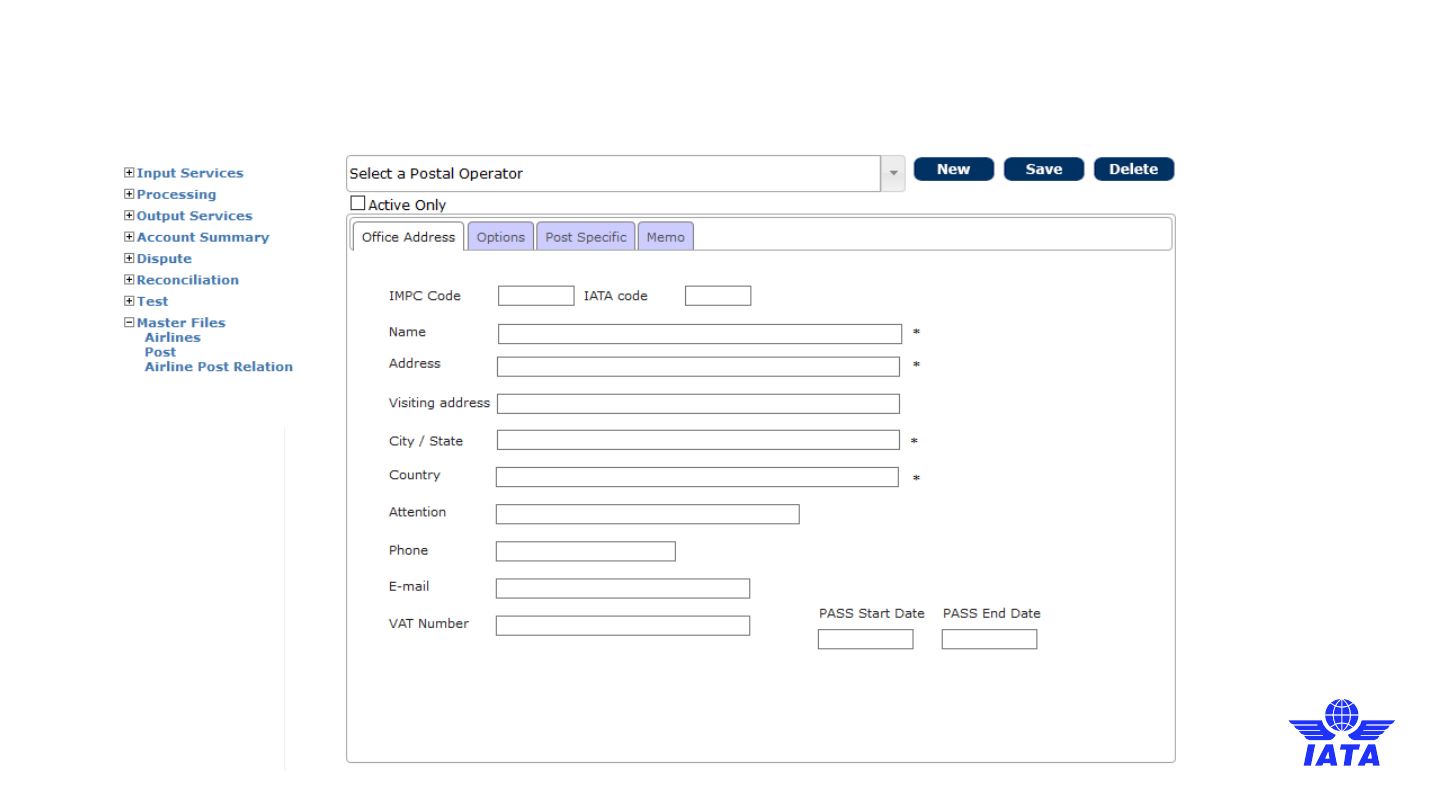 Input Services
Processing
Output Services
Account Summary
Dispute
Reconciliation
Test
Master Files
Airlines
Post
Airline Post Relation
Select a Postal Operator
New Save Delete
Active Only
Office Address Options Post Specific Memo
IMPC Code IATA code
Name *
Address *
Visiting address
City / State *
Country *
Attention
Phone
E-mail
VAT Number
PASS Start Date PASS End Date
IATA